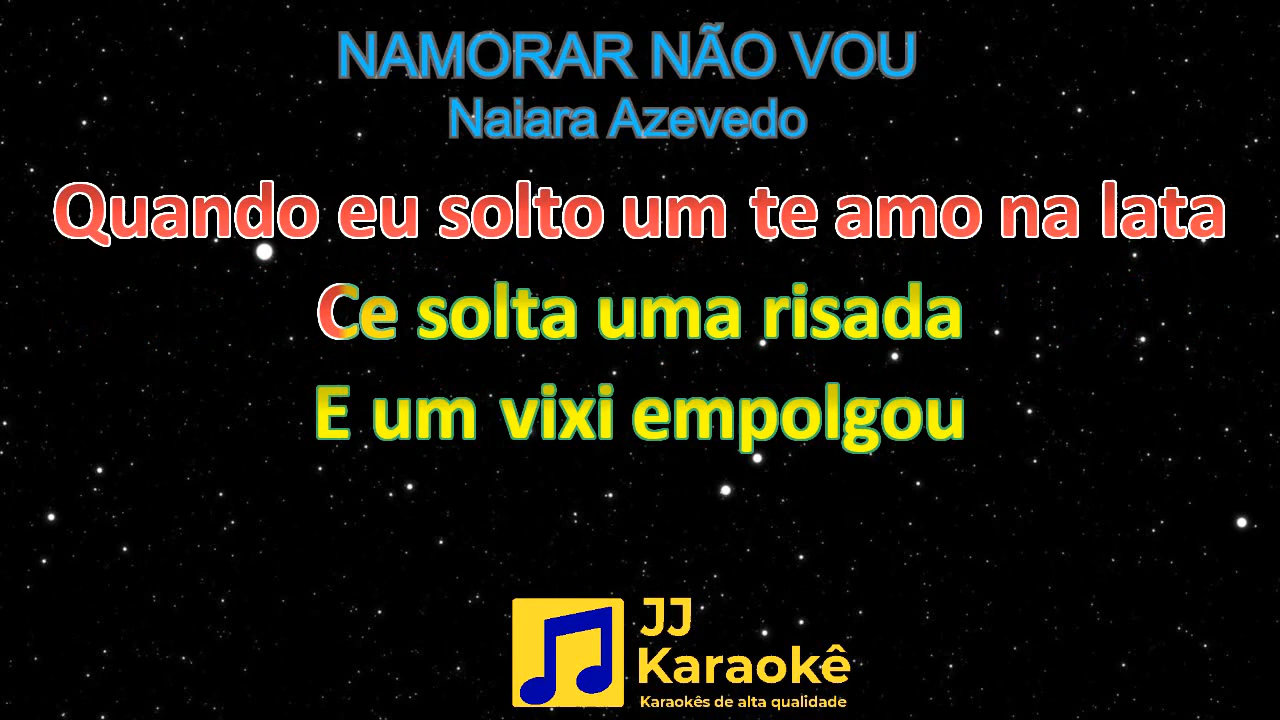 NAMORAR NÃO VOU
Naiara Azevedo
Quando eu solto um te amo na lata
Ce solta uma risada
E um vixi empolgou
JJ
Karaokê
Karaokês de alta qualidade